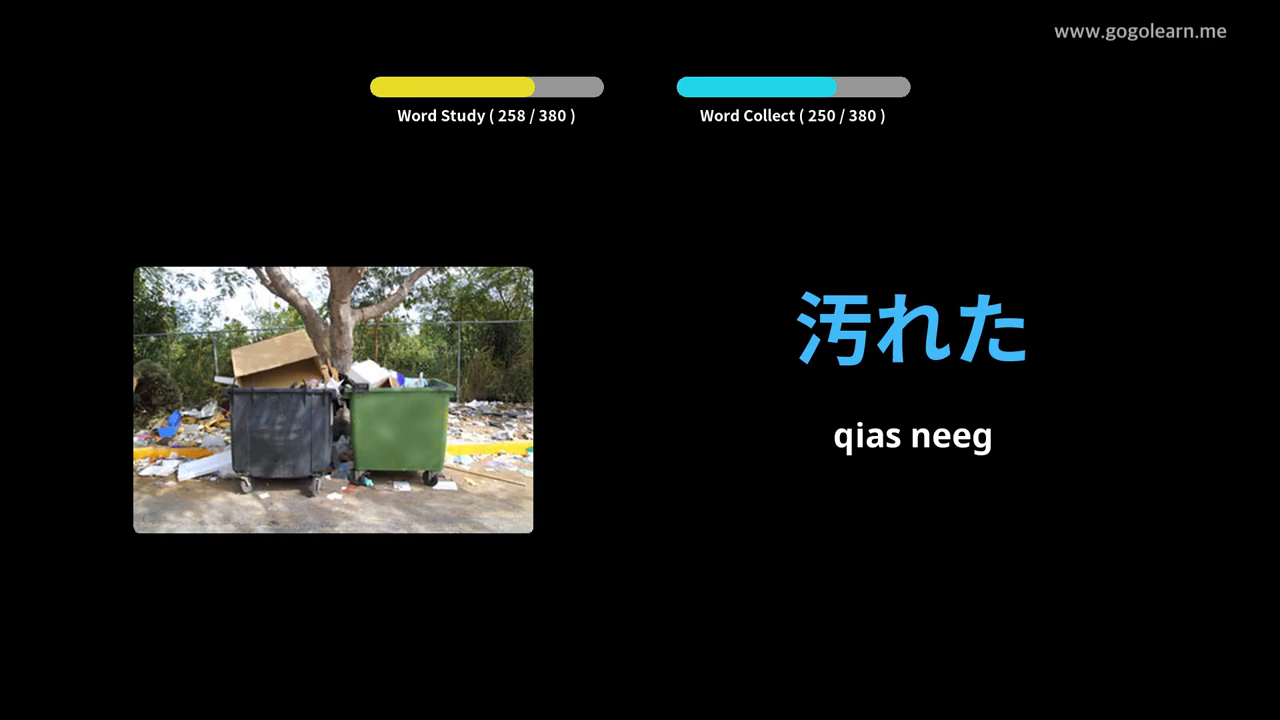 www.gogolearn.me
Word Study ( 258 / 380 )
Word Collect ( 250 / 380 )
汚れた
qias neeg